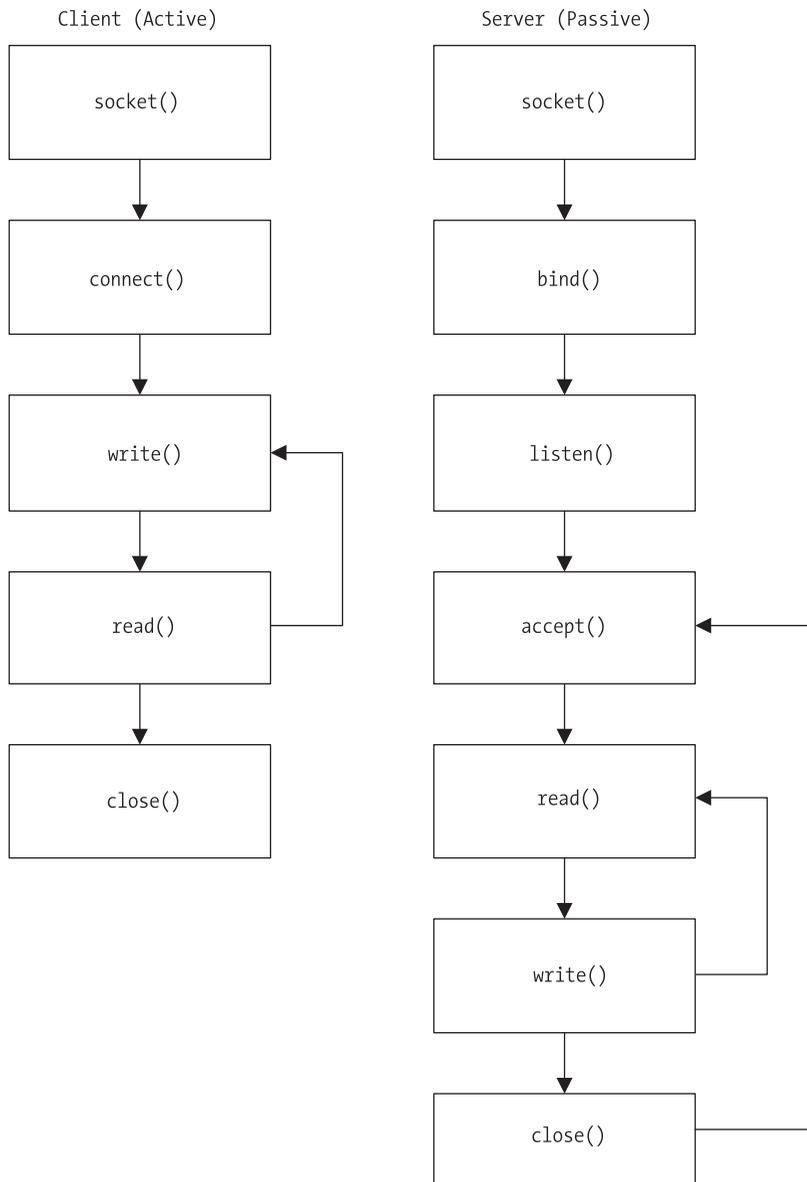 Client (Active)
socket()
connect()
write()
read()
close()
Server (Passive)
socket()
bind()
listen()
accept()
read()
write()
close()